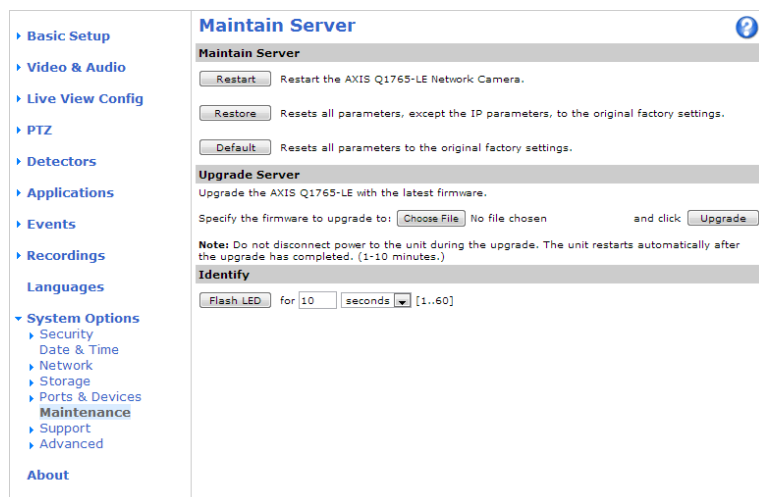 Basic Setup
Video & Audio
Live View Config
PTZ
Detectors
Applications
Events
Recordings
Languages
System Options
Security
Date & Time
Network
Storage
Ports & Devices
Maintenance
Support
Advanced
About
Maintain Server
?
Maintain Server
Restart Restart the AXIS Q1765-LE Network Camera.
Restore Resets all parameters, except the IP parameters, to the original factory settings.
Default Resets all parameters to the original factory settings.
Upgrade Server
Upgrade the AXIS Q1765-LE with the latest firmware.
Specify the firmware to upgrade to: Choose File No file chosen and click Upgrade
Note: Do not disconnect power to the unit during the upgrade. The unit restarts automatically after
the upgrade has completed. (1-10 minutes.)
Identify
Flash LED for 10 seconds [1..60]